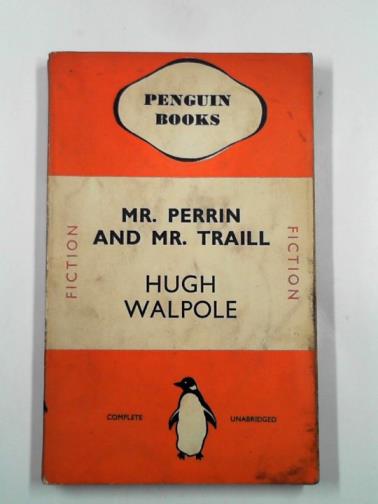 PENGUIN
BOOKS
MR. PERRIN
AND MR. TRAILL
FICTION
FICTION
HUGH
WALPOLE
COMPLETE
UNABRIDGED